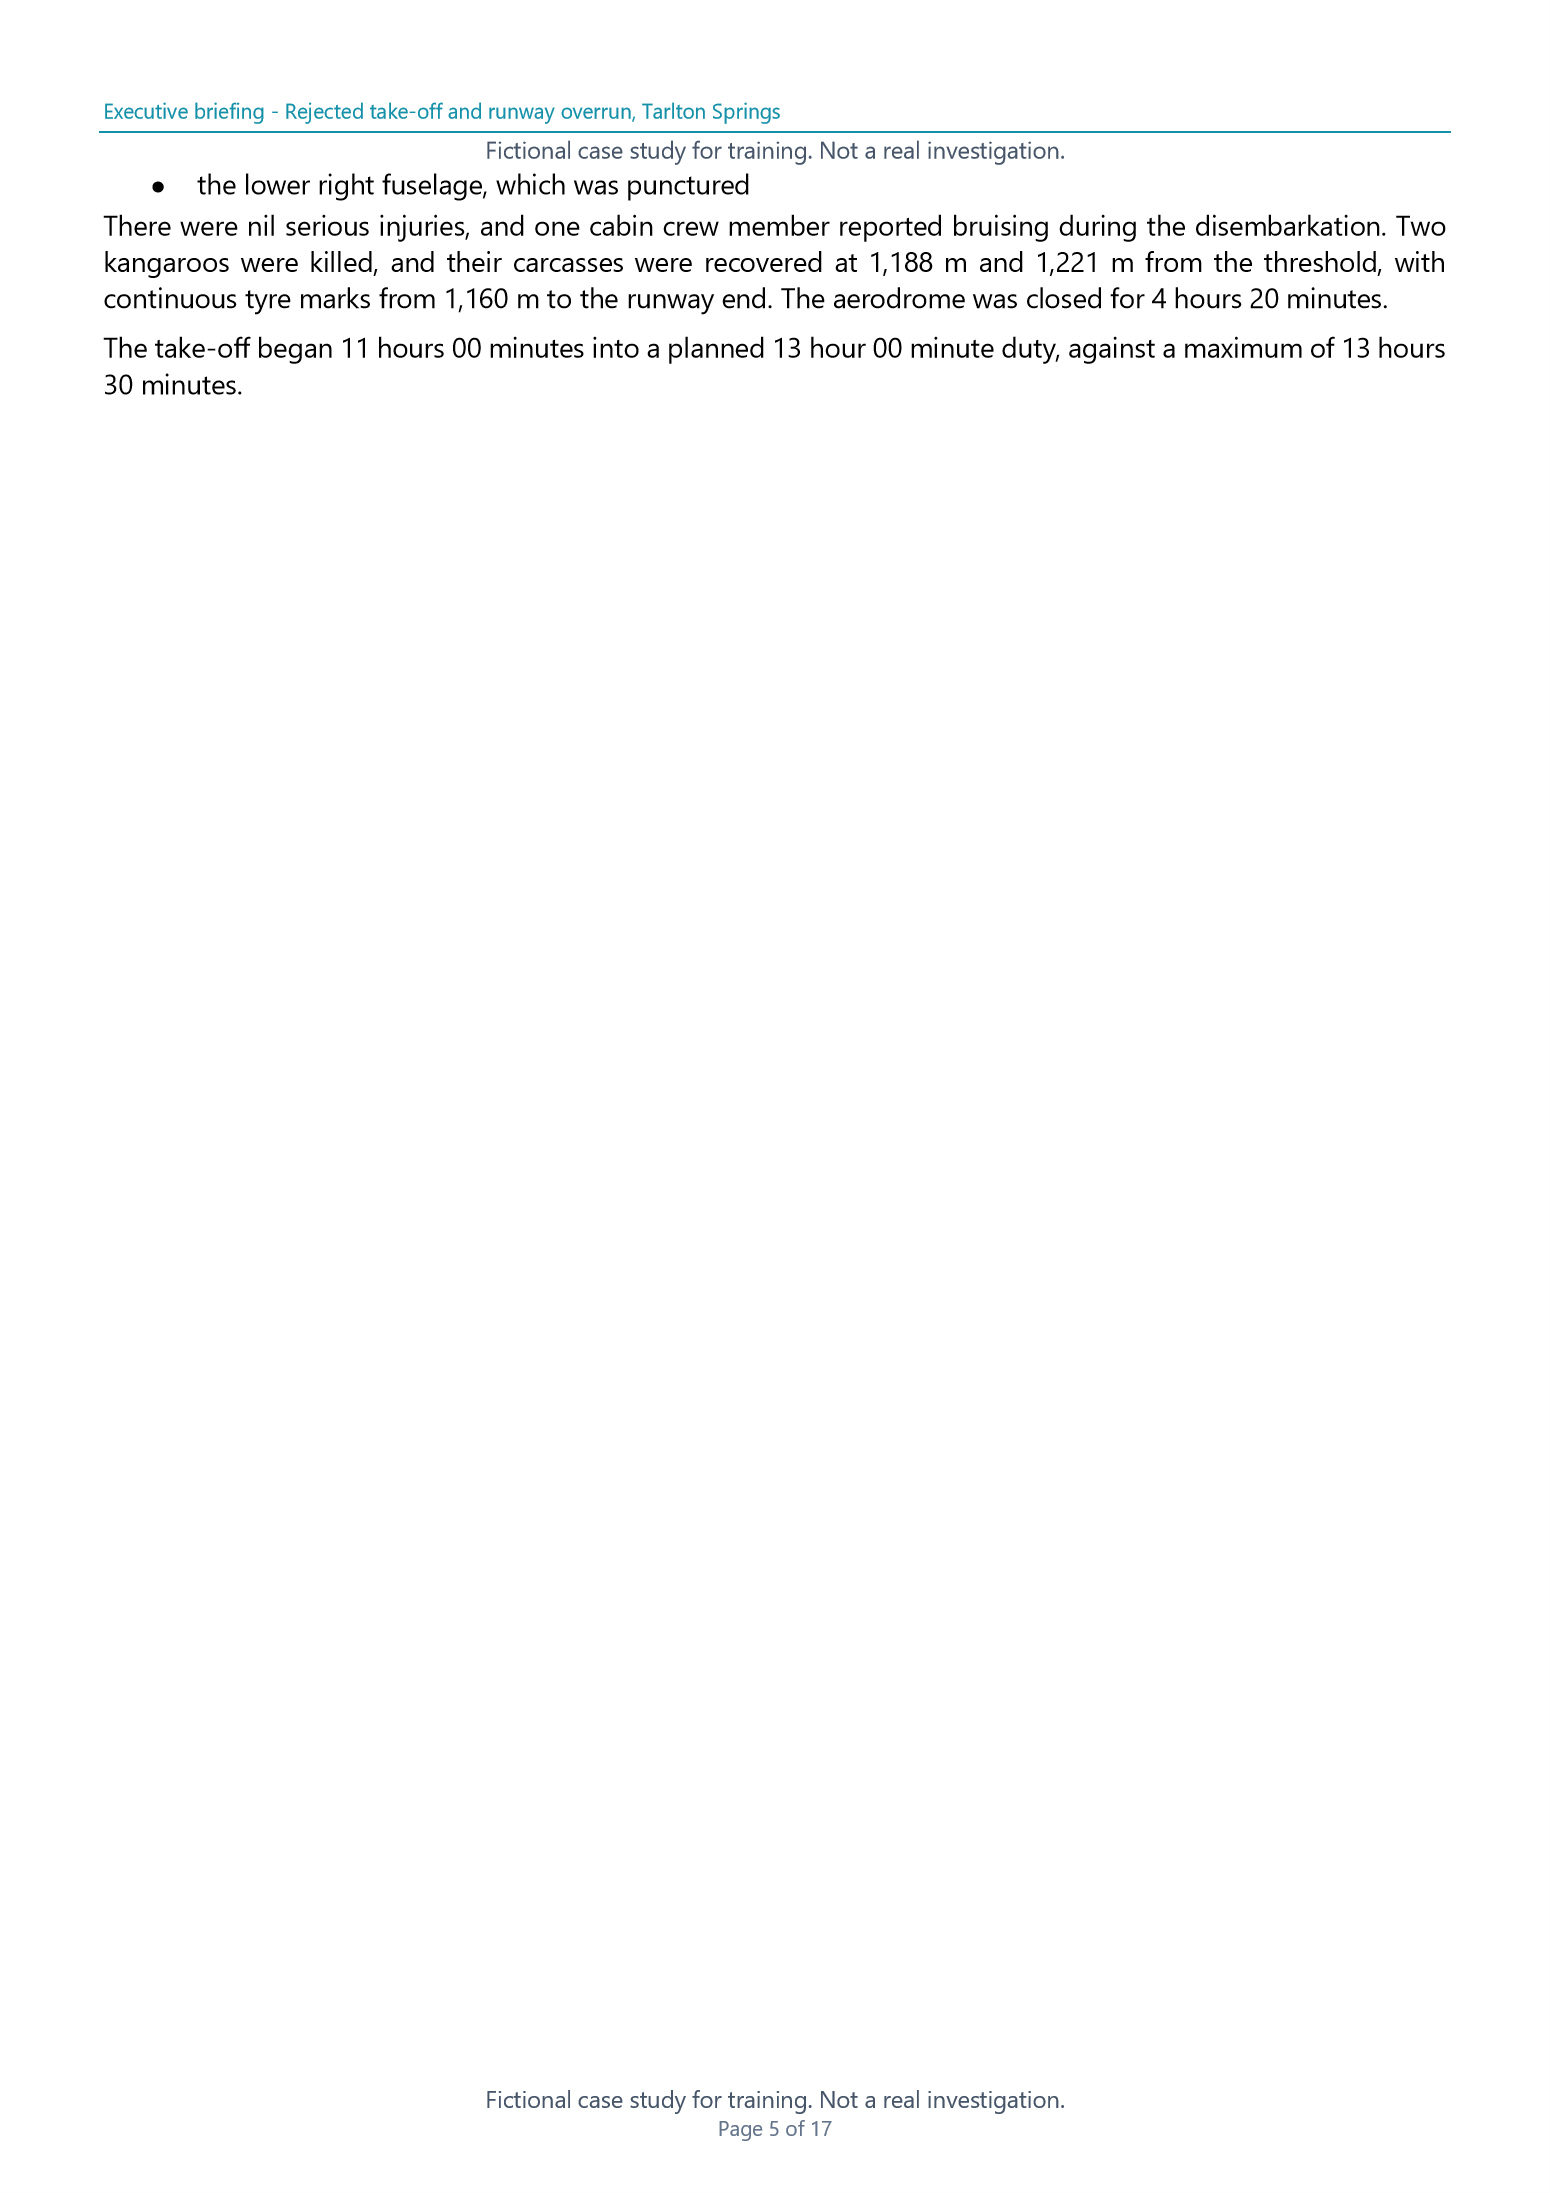 Executive briefing - Rejected take-off and runway overrun, Tarlton Springs
Fictional case study for training. Not a real investigation.
● the lower right fuselage, which was punctured
There were nil serious injuries, and one cabin crew member reported bruising during the disembarkation. Two
kangaroos were killed, and their carcasses were recovered at 1,188 m and 1,221 m from the threshold, with
continuous tyre marks from 1,160 m to the runway end. The aerodrome was closed for 4 hours 20 minutes.
The take-off began 11 hours 00 minutes into a planned 13 hour 00 minute duty, against a maximum of 13 hours
30 minutes.
Fictional case study for training. Not a real investigation.
Page 5 of 17